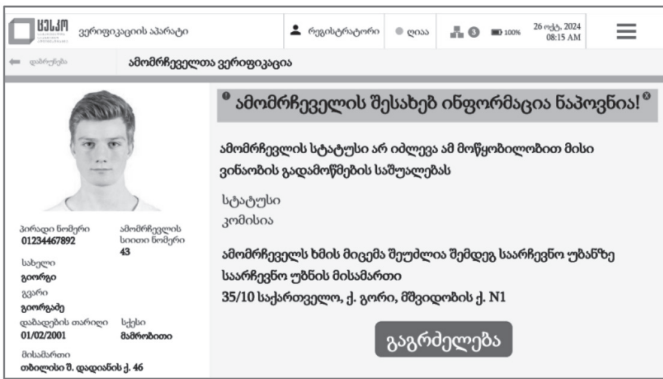 ცესკო
ვერიფიკაციის აპარატი
რეგისტრატორი
ღიაა
0
100%
26 ოქტ, 2024
08:15 AM
დაბრუნება
ამომრჩეველთა ვერიფიკაცია
ამომრჩეველის შესახებ ინფორმაცია ნაპოვნია!
ამომრჩევლის სტატუსი არ იძლევა ამ მოწყობილობით მისი
ვინაობის გადამოწმების საშუალებას
სტატუსი
კომისია
ამომრჩეველს ხმის მიცემა შეუძლია შემდეგ საარჩევნო უბანზე
საარჩევნო უბნის მისამართი
35/10 საქართველო, ქ. გორი, მშვიდობის ქ. N1
გაგრძელება
პირადი ნომერი
01234467892
ამომრჩევლის
სიითი ნომერი
43
სახელი
გიორგი
გვარი
გიორგაძე
დაბადების თარიღი
01/02/2001
სქესი
მამრობითი
მისამართი
თბილისი შ. დადიანის ქ. 46